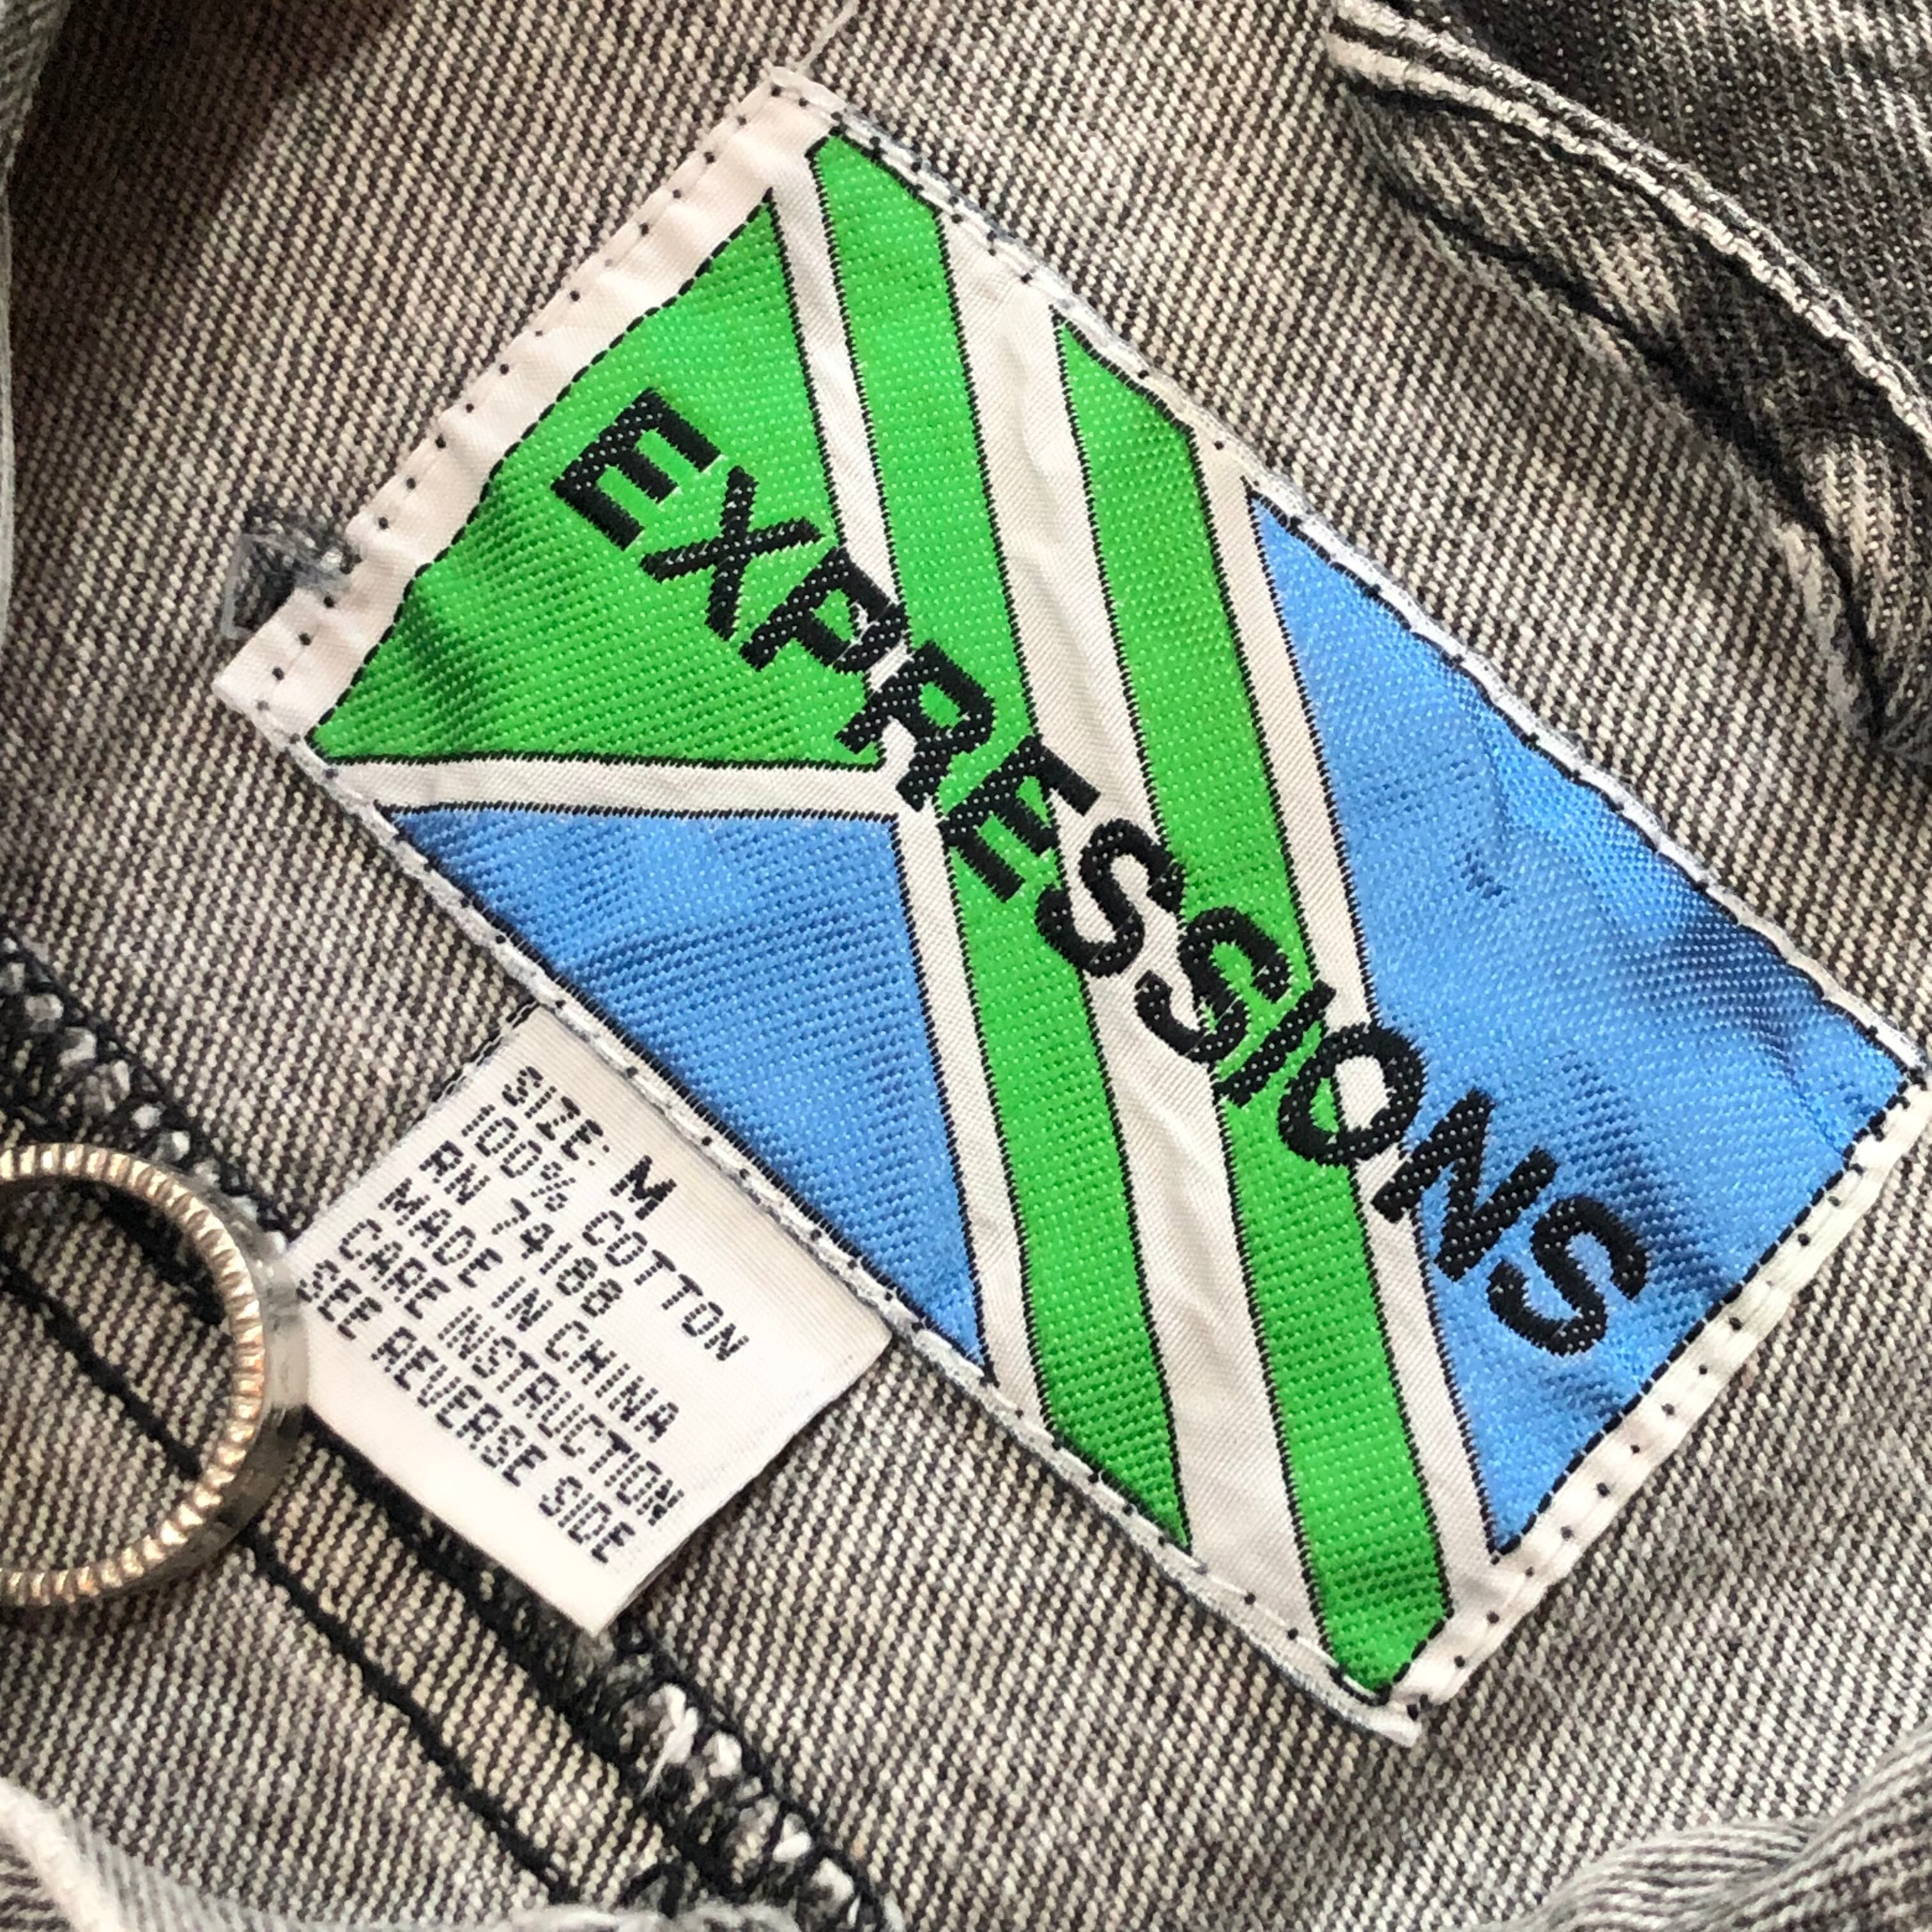 EXPRESSIONS
SIZE: M
100% COTTON
RN 74188
MADE IN CHINA
CARE INSTRUCTION
SEE REVERSE SIDE